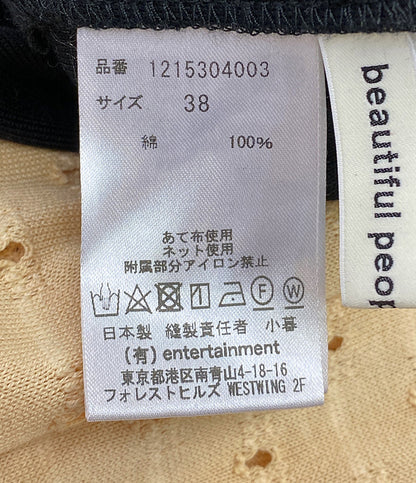 品番 1215304003
サイズ 38
綿 100%
あて布使用
ネット使用
附属部分アイロン禁止
F W
日本製 縫製責任者 小暮
(有) entertainment
東京都港区南青山4-18-16
フォレストヒルズ WESTWING 2F
beautiful peop